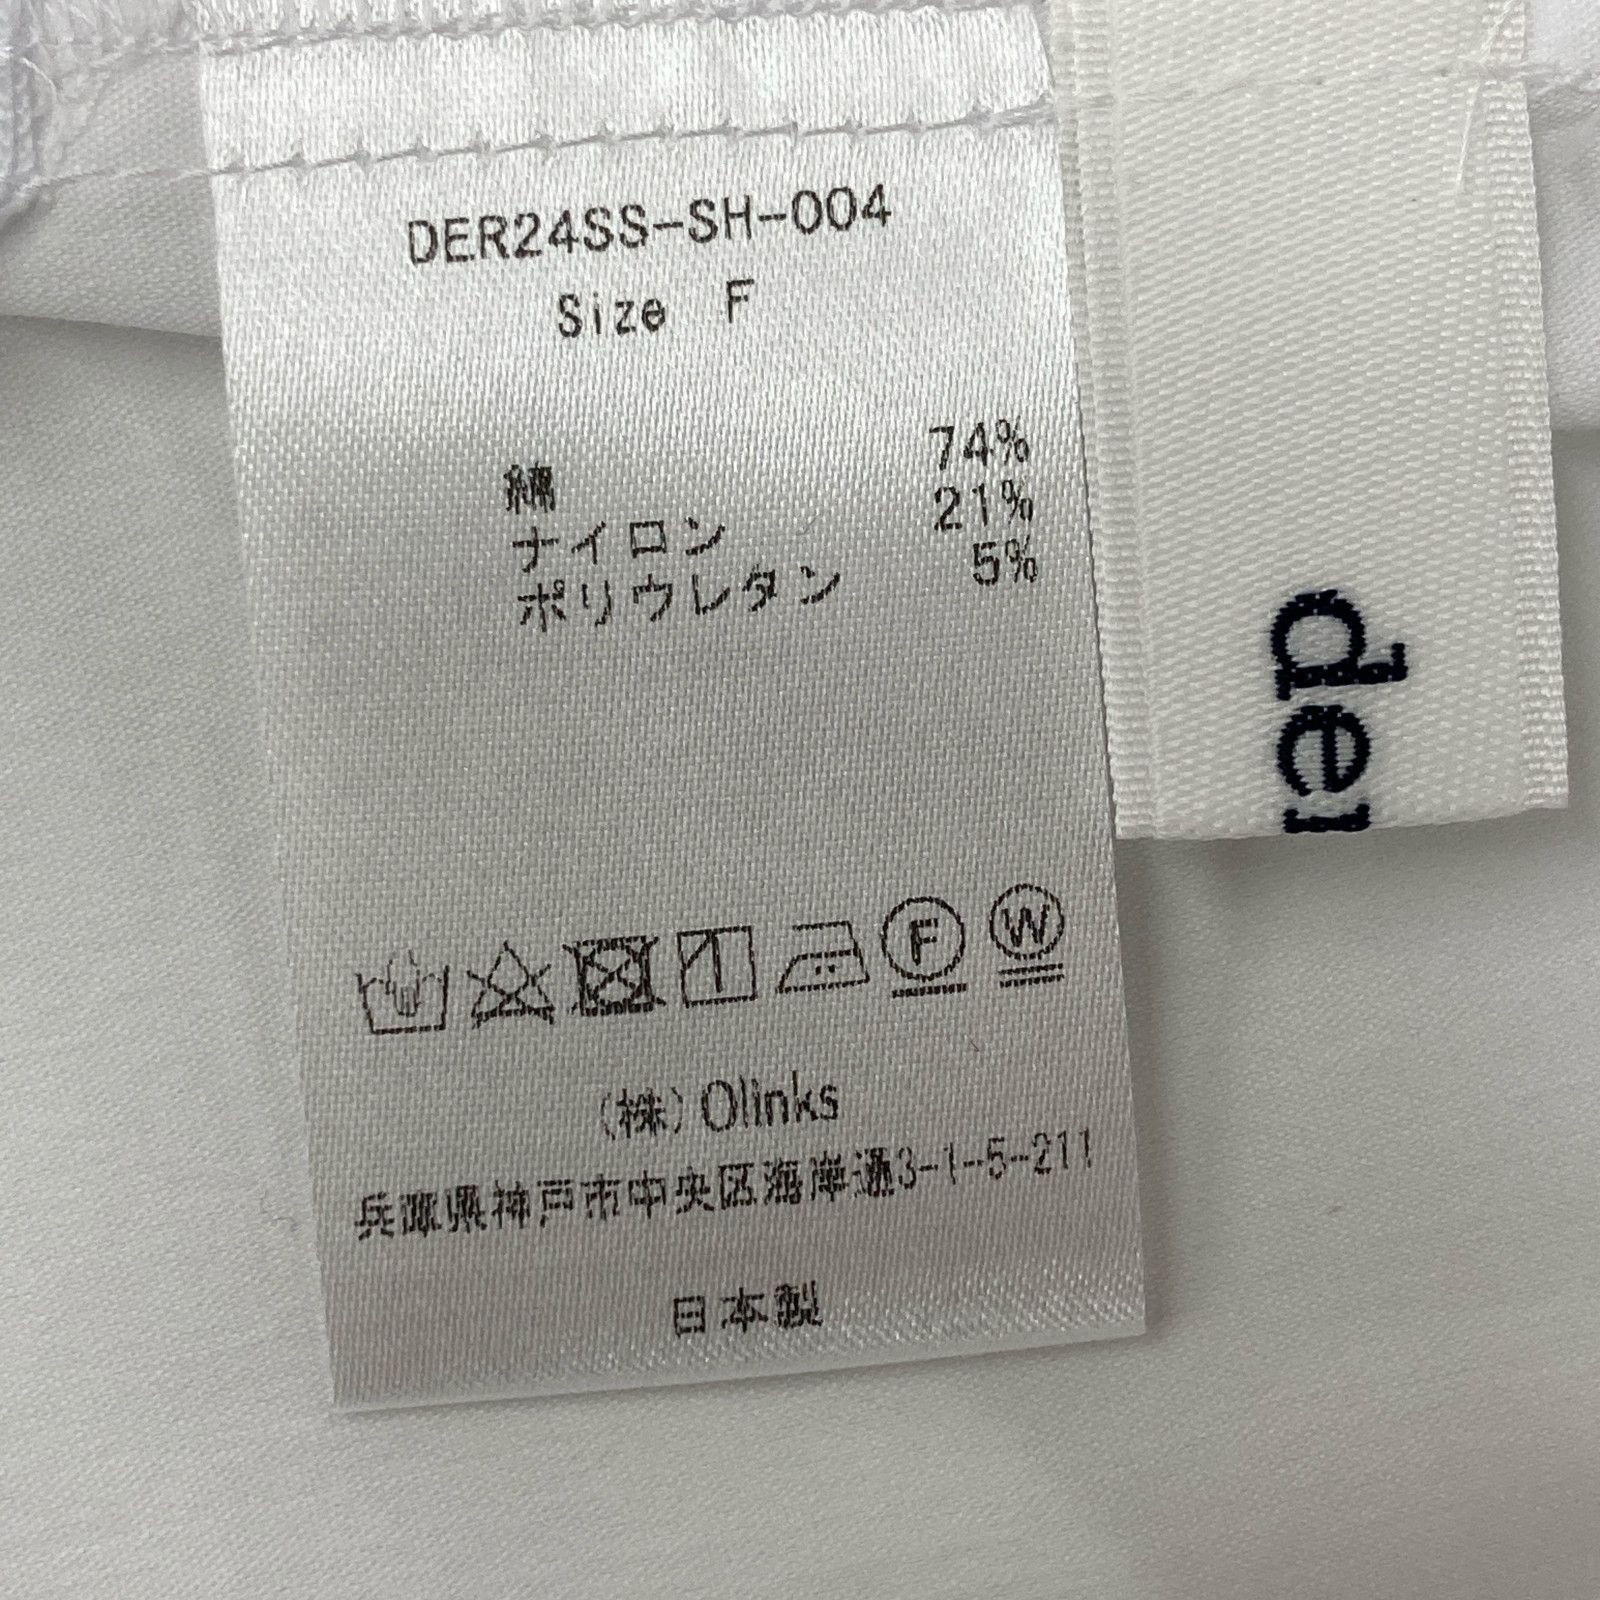 DER24SS-SH-004
Size F
綿 74%
ナイロン 21%
ポリウレタン 5%
F W
(株) Olinks
兵庫県神戸市中央区海岸通3-1-5-211
日本製
de